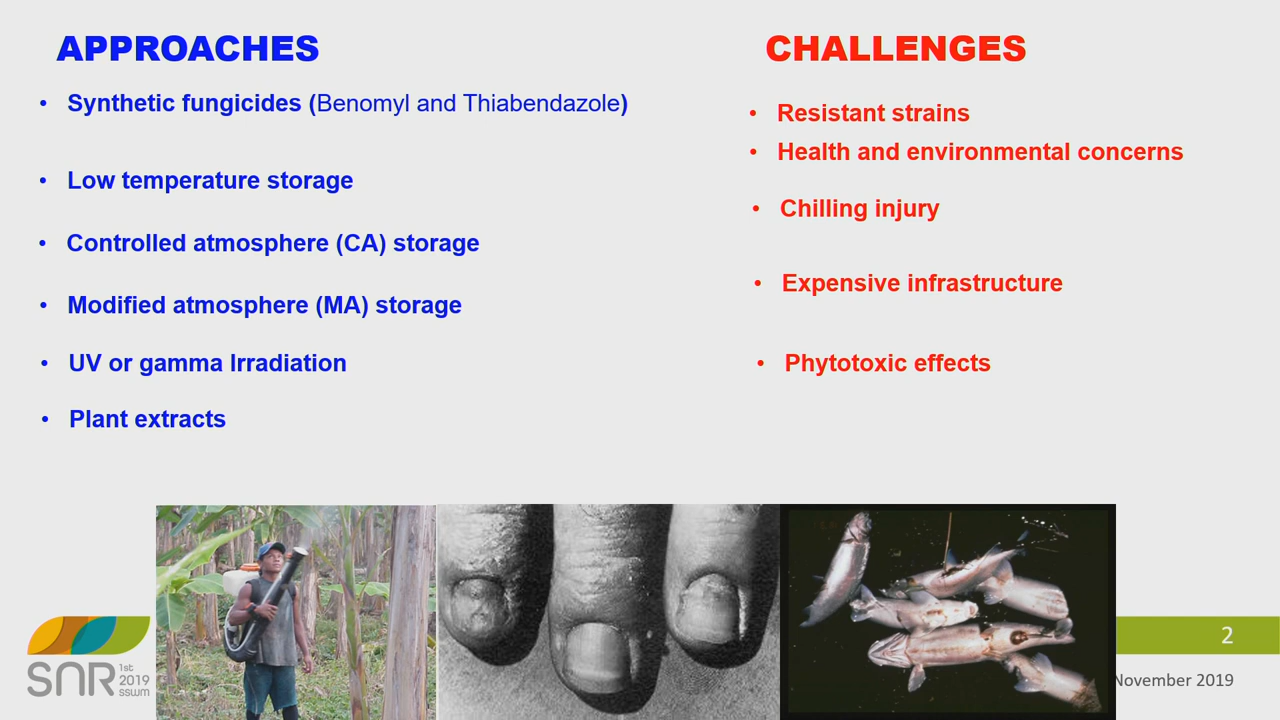 APPROACHES
• Synthetic fungicides (Benomyl and Thiabendazole)
• Low temperature storage
• Controlled atmosphere (CA) storage
• Modified atmosphere (MA) storage
• UV or gamma Irradiation
• Plant extracts
CHALLENGES
• Resistant strains
• Health and environmental concerns
• Chilling injury
• Expensive infrastructure
• Phytotoxic effects
SNR
1st
2019
sswm
2
November 2019